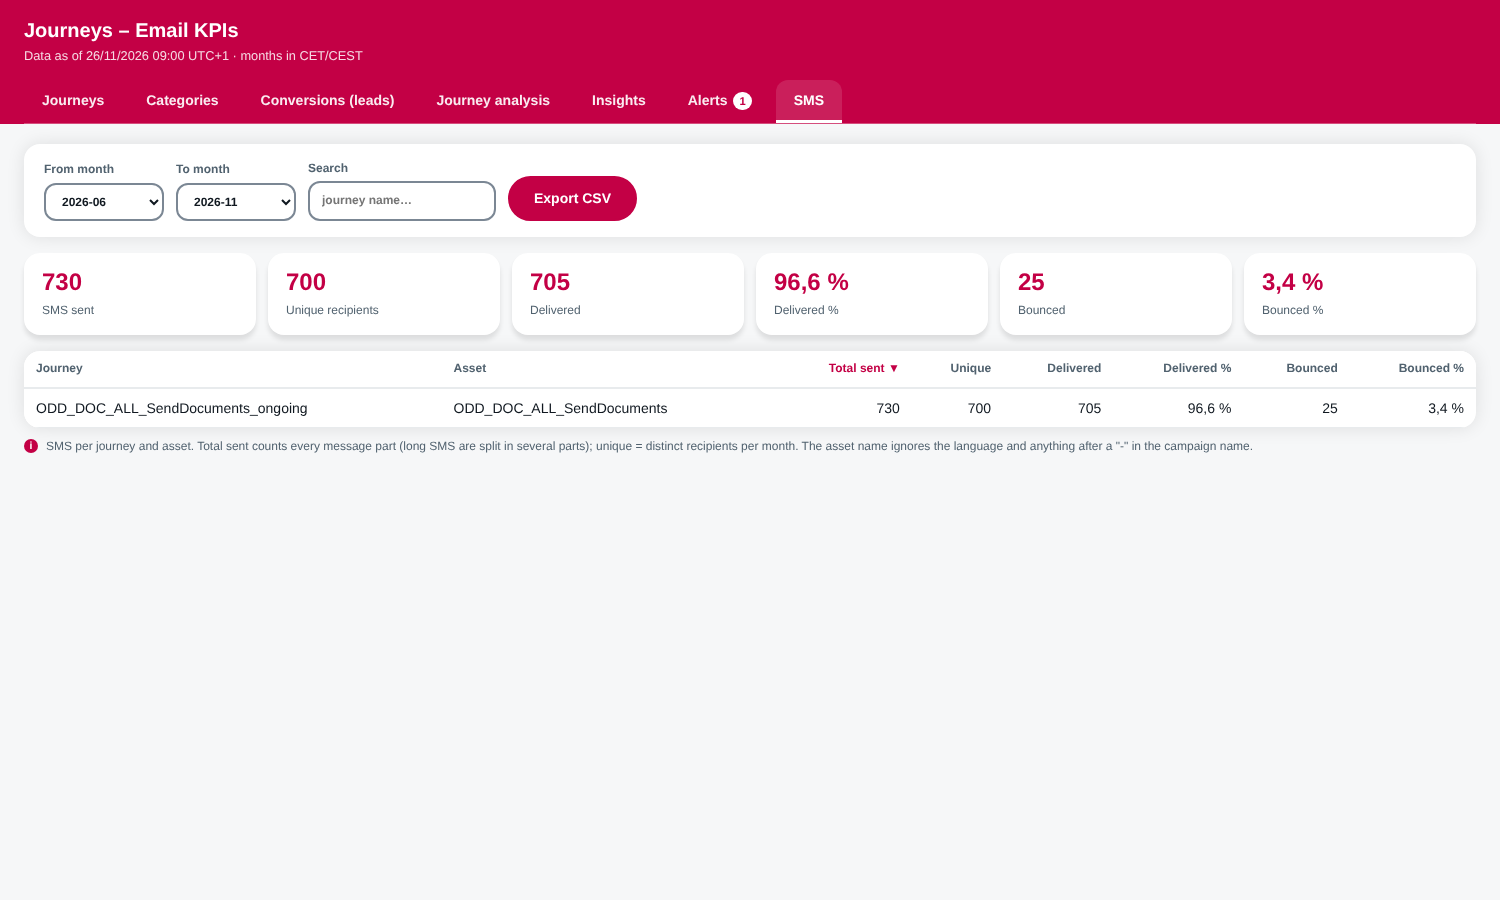 Journeys – Email KPIs
Data as of 26/11/2026 09:00 UTC+1 · months in CET/CEST
Journeys Categories Conversions (leads) Journey analysis Insights Alerts 1 SMS
From month To month Search
2026-06 2026-11 journey name... Export CSV
730 700 705 96,6 % 25 3,4 %
SMS sent Unique recipients Delivered Delivered % Bounced Bounced %
Journey Asset Total sent ▼ Unique Delivered Delivered % Bounced Bounced %
ODD_DOC_ALL_SendDocuments_ongoing ODD_DOC_ALL_SendDocuments 730 700 705 96,6 % 25 3,4 %
i SMS per journey and asset. Total sent counts every message part (long SMS are split in several parts); unique = distinct recipients per month. The asset name ignores the language and anything after a "-" in the campaign name.